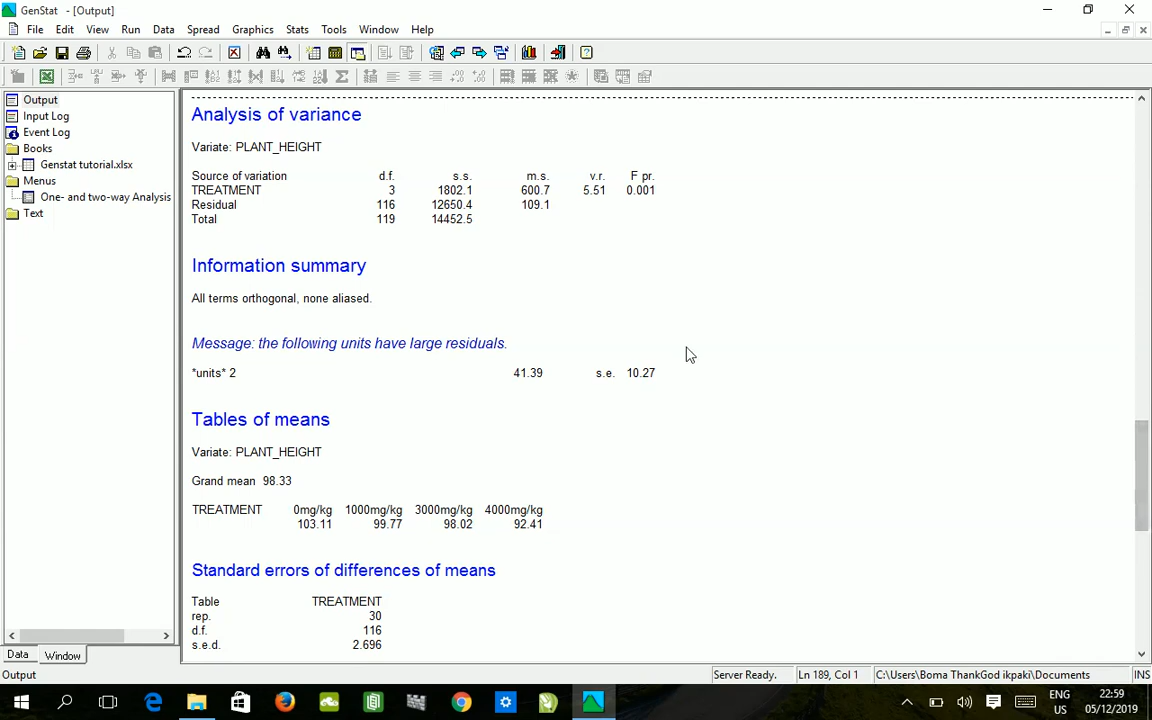 GenStat - [Output]
File Edit View Run Data Spread Graphics Stats Tools Window Help
Output
Input Log
Event Log
Books
Genstat tutorial.xlsx
Menus
One- and two-way Analysis
Text
Data Window
Analysis of variance
Variate: PLANT_HEIGHT
Source of variation d.f. s.s. m.s. v.r. F pr.
TREATMENT 3 1802.1 600.7 5.51 0.001
Residual 116 12650.4 109.1
Total 119 14452.5
Information summary
All terms orthogonal, none aliased.
Message: the following units have large residuals.
*units* 2 41.39 s.e. 10.27
Tables of means
Variate: PLANT_HEIGHT
Grand mean 98.33
TREATMENT 0mg/kg 1000mg/kg 3000mg/kg 4000mg/kg
103.11 99.77 98.02 92.41
Standard errors of differences of means
Table TREATMENT
rep. 30
d.f. 116
s.e.d. 2.696
Output Server Ready. Ln 189, Col 1 C:\Users\Boma ThankGod ikpaki\Documents INS
ENG 22:59
US 05/12/2019